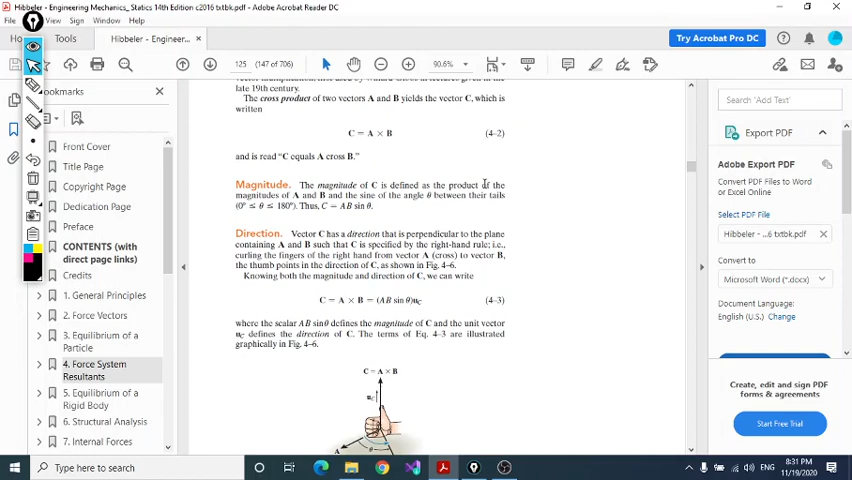 Hibbeler - Engineering Mechanics_ Statics 14th Edition c2016 txtbk.pdf - Adobe Acrobat Reader DC
File
View Sign Window Help
Tools
Hibbeler - Engineer...
Try Acrobat Pro DC
Sign In
125 (147 of 706)
90.6%
Front Cover
Title Page
Copyright Page
Dedication Page
Preface
CONTENTS (with
direct page links)
Credits
1. General Principles
2. Force Vectors
3. Equilibrium of a
Particle
4. Force System
Resultants
5. Equilibrium of a
Rigid Body
6. Structural Analysis
7. Internal Forces
late 19th century.
The cross product of two vectors A and B yields the vector C, which is
written
C = A × B (4–2)
and is read “C equals A cross B.”
Magnitude. The magnitude of C is defined as the product of the
magnitudes of A and B and the sine of the angle θ between their tails
(0° ≤ θ ≤ 180°). Thus, C = AB sin θ.
Direction. Vector C has a direction that is perpendicular to the plane
containing A and B such that C is specified by the right-hand rule; i.e.,
curling the fingers of the right hand from vector A (cross) to vector B,
the thumb points in the direction of C, as shown in Fig. 4–6.
Knowing both the magnitude and direction of C, we can write
C = A × B = (AB sin θ)uC (4–3)
where the scalar AB sin θ defines the magnitude of C and the unit vector
uC defines the direction of C. The terms of Eq. 4–3 are illustrated
graphically in Fig. 4–6.
C = A × B
uC
A
θ
Search 'Add Text'
Export PDF
Adobe Export PDF
Convert PDF Files to Word
or Excel Online
Select PDF File
Hibbeler -...6 txtbk.pdf
Convert to
Microsoft Word (*.docx)
Document Language:
English (U.S.) Change
Create, edit and sign PDF
forms & agreements
Start Free Trial
Type here to search
ENG
8:31 PM
11/19/2020